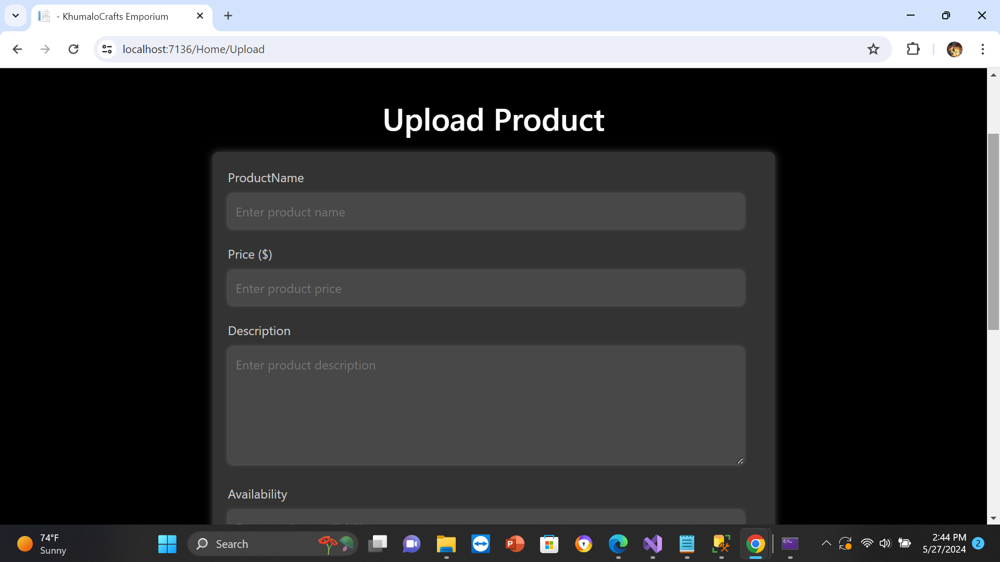 - KhumaloCrafts Emporium
localhost:7136/Home/Upload
Upload Product
ProductName
Enter product name
Price ($)
Enter product price
Description
Enter product description
Availability
74°F
Sunny
Search
P
C:\_
2:44 PM
5/27/2024
2